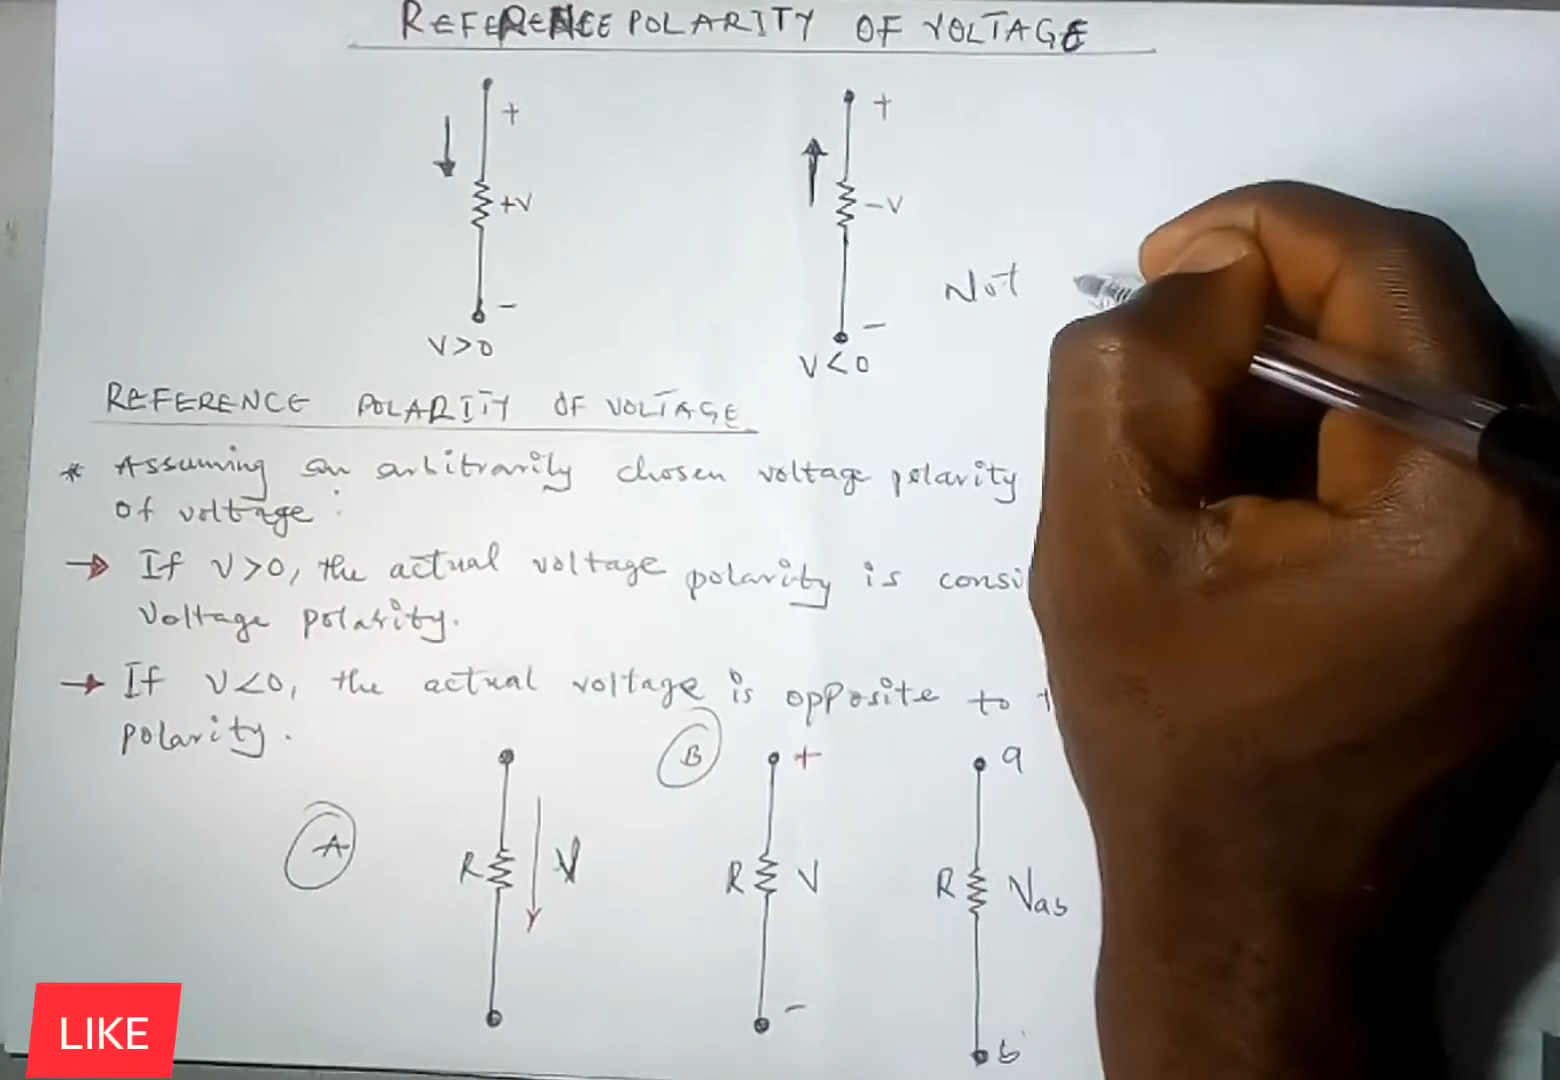 REFERENCE POLARITY OF VOLTAGE
+ +
+V -V
Not
- -
V>0 V<0
REFERENCE POLARITY OF VOLTAGE
* Assuming an arbitrarily chosen voltage polarity
of voltage:
→ If V>0, the actual voltage polarity is consi
Voltage polarity.
→ If V<0, the actual voltage is opposite to
polarity.
B + a
A R V R V R Vab
- b
LIKE